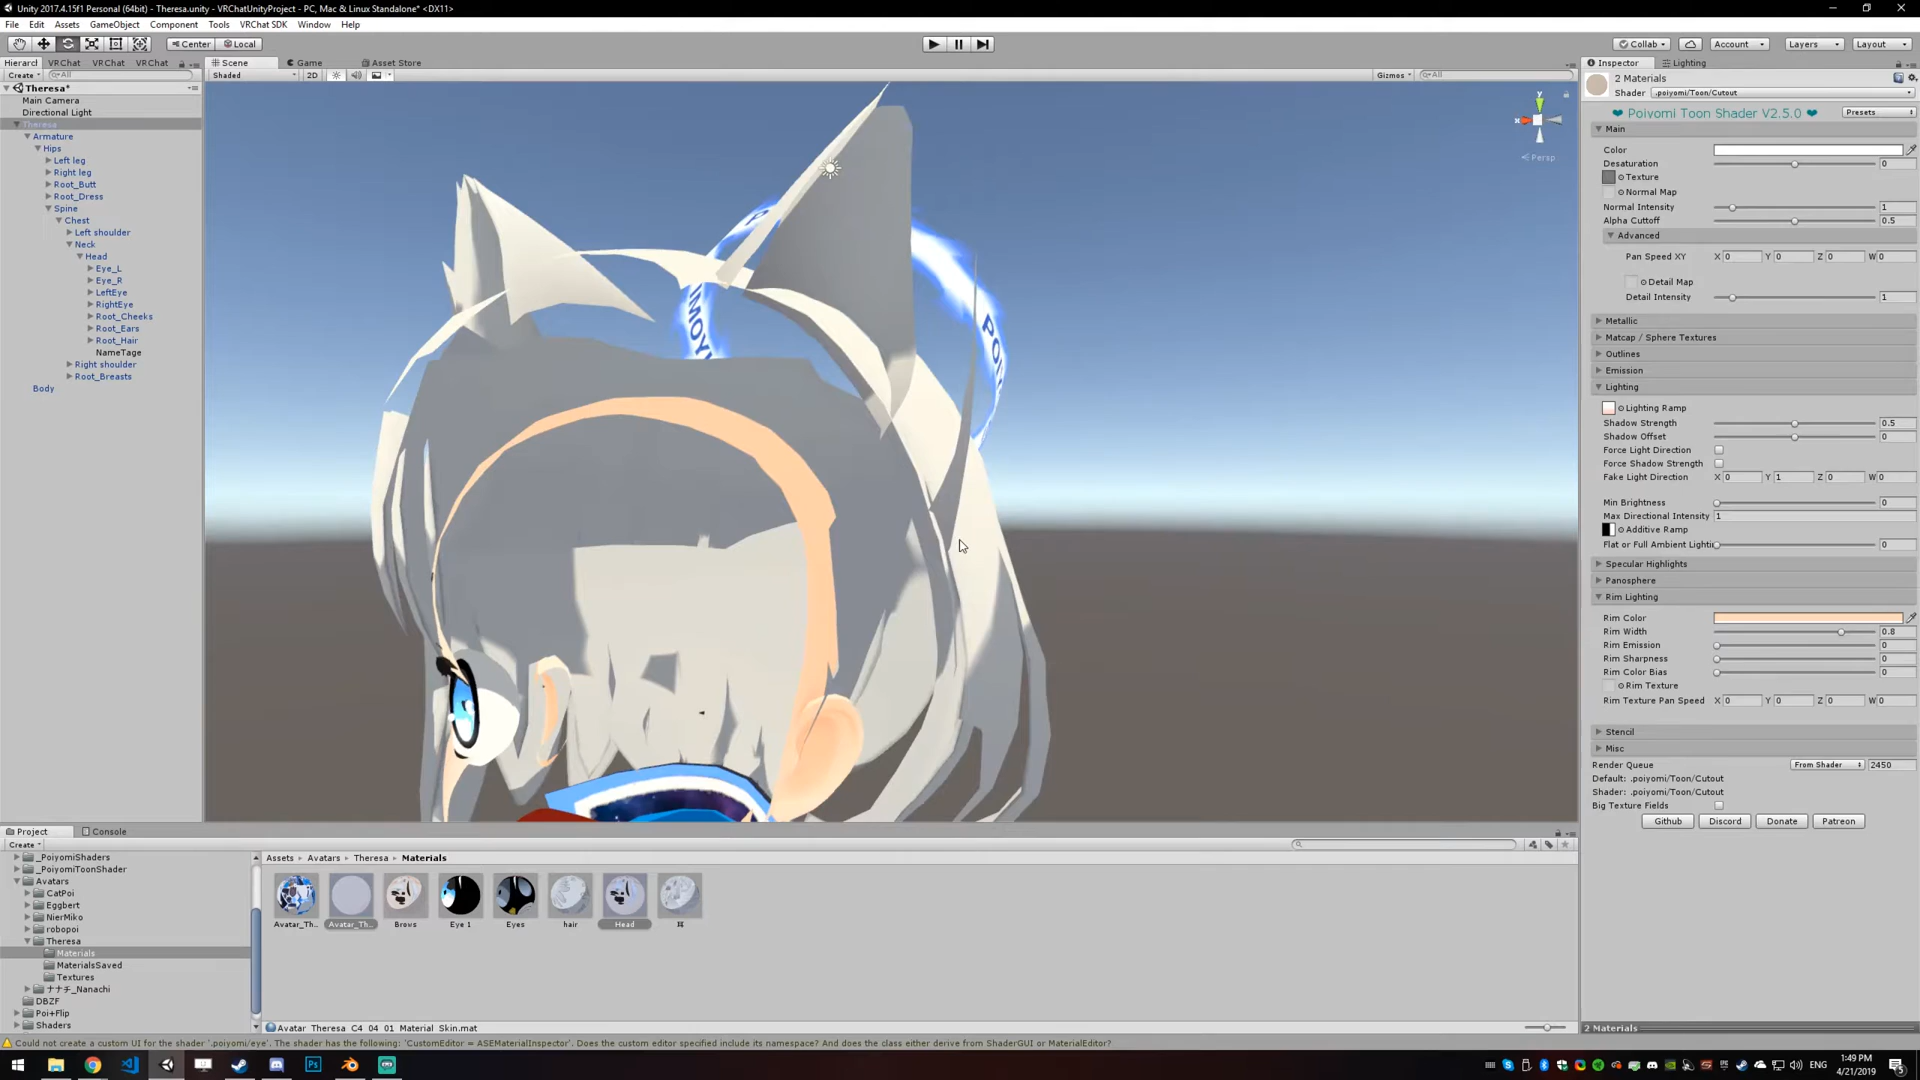 Unity 2017.4.15f1 Personal (64bit) - Theresa.unity - VRChatUnityProject - PC, Mac & Linux Standalone* <DX11>
File Edit Assets GameObject Component Tools VRChat SDK Window Help
Center Local
Collab Account Layers Layout
Hierarch VRChat VRChat VRChat
Create All
Theresa*
Main Camera
Directional Light
Theresa
Armature
Hips
Left leg
Right leg
Root_Butt
Root_Dress
Spine
Chest
Left shoulder
Neck
Head
Eye_L
Eye_R
LeftEye
RightEye
Root_Cheeks
Root_Ears
Root_Hair
NameTage
Right shoulder
Root_Breasts
Body
Scene Game Asset Store
Shaded 2D Gizmos All
y
x
Persp
Inspector Lighting
2 Materials
Shader .poiyomi/Toon/Cutout
❤ Poiyomi Toon Shader V2.5.0 ❤ Presets
Main
Color
Desaturation 0
Texture
Normal Map
Normal Intensity 1
Alpha Cuttoff 0.5
Advanced
Pan Speed XY X 0 Y 0 Z 0 W 0
Detail Map
Detail Intensity 1
Metallic
Matcap / Sphere Textures
Outlines
Emission
Lighting
Lighting Ramp
Shadow Strength 0.5
Shadow Offset 0
Force Light Direction
Force Shadow Strength
Fake Light Direction X 0 Y 1 Z 0 W 0
Min Brightness 0
Max Directional Intensity 1
Additive Ramp
Flat or Full Ambient Lighti 0
Specular Highlights
Panosphere
Rim Lighting
Rim Color
Rim Width 0.8
Rim Emission 0
Rim Sharpness 0
Rim Color Bias 0
Rim Texture
Rim Texture Pan Speed X 0 Y 0 Z 0 W 0
Stencil
Misc
Render Queue From Shader 2450
Default: .poiyomi/Toon/Cutout
Shader: .poiyomi/Toon/Cutout
Big Texture Fields
Github Discord Donate Patreon
2 Materials
Project Console
Create
_PoiyomiShaders
_PoiyomiToonShader
Avatars
CatPoi
Eggbert
NierMiko
robopoi
Theresa
Materials
MaterialsSaved
Textures
ナナチ_Nanachi
DBZF
Poi+Flip
Shaders
Assets Avatars Theresa Materials
Avatar_Th... Avatar_Th... Brows Eye 1 Eyes hair Head 耳
Avatar Theresa C4 04 01 Material Skin.mat
Could not create a custom UI for the shader '.poiyomi/eye'. The shader has the following: 'CustomEditor = ASEMaterialInspector'. Does the custom editor specified include its namespace? And does the class either derive from ShaderGUI or MaterialEditor?
ENG
1:49 PM
4/21/2019